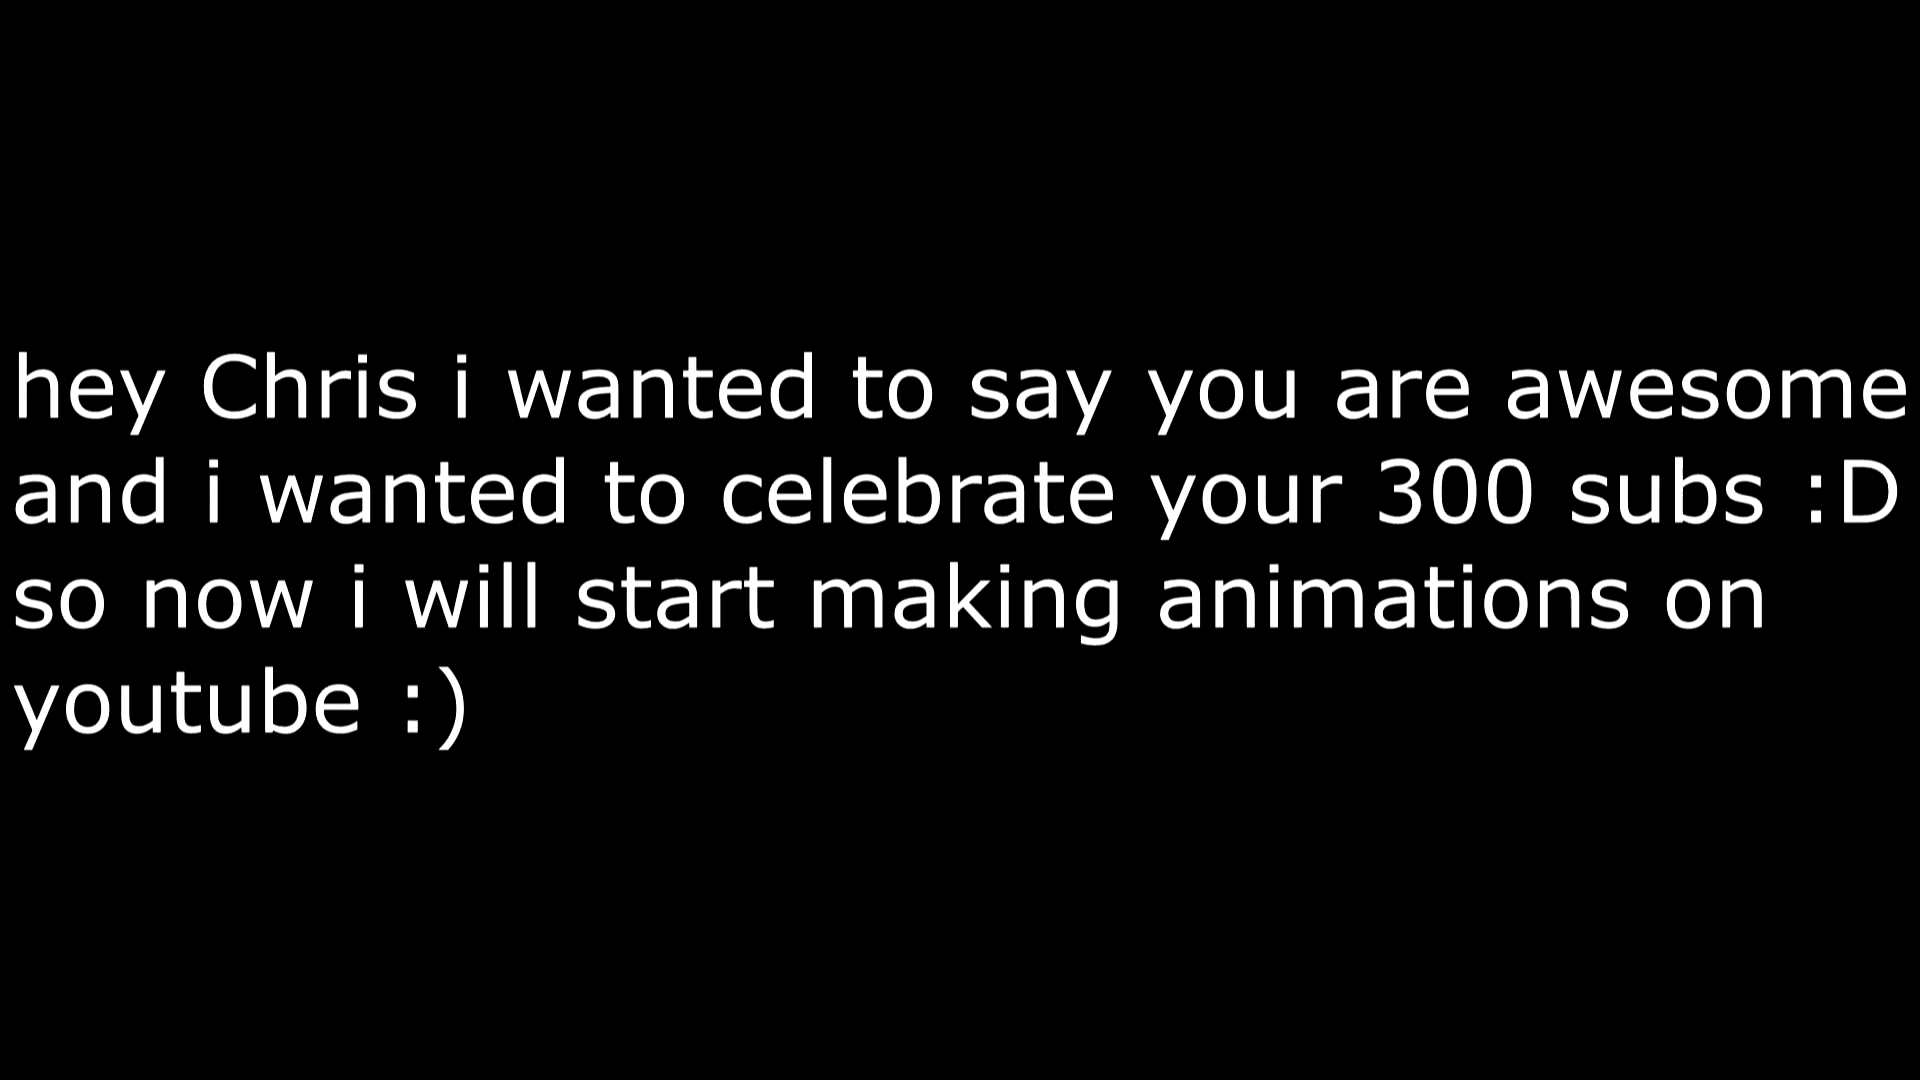 hey Chris i wanted to say you are awesome
and i wanted to celebrate your 300 subs :D
so now i will start making animations on
youtube :)